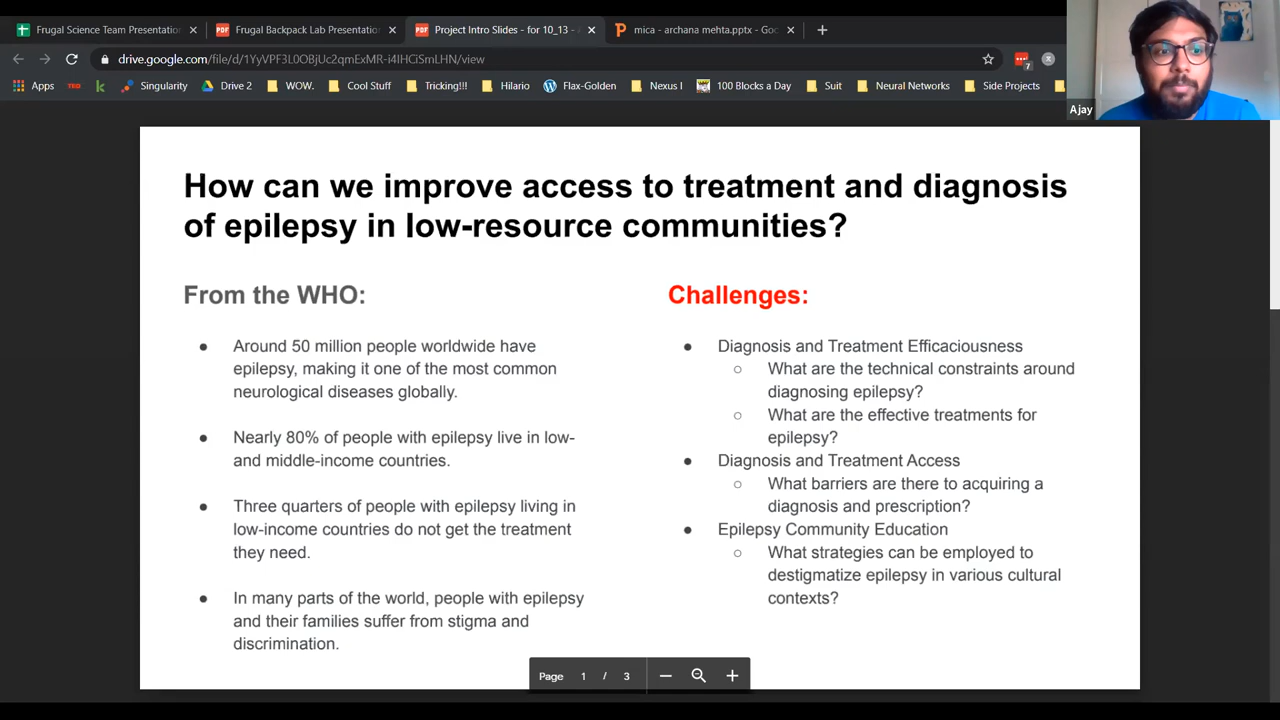 Frugal Science Team Presentation
Frugal Backpack Lab Presentation
Project Intro Slides - for 10_13 -
mica - archana mehta.pptx - Goo
drive.google.com/file/d/1YyVPF3L0OBjUc2qmExMR-i4IHCiSmLHN/view
7
Apps
TED
Singularity
Drive 2
WOW.
Cool Stuff
Tricking!!!
Hilario
Flax-Golden
Nexus I
100 Blocks a Day
Suit
Neural Networks
Side Projects
Ajay
How can we improve access to treatment and diagnosis
of epilepsy in low-resource communities?
From the WHO:
● Around 50 million people worldwide have
epilepsy, making it one of the most common
neurological diseases globally.
● Nearly 80% of people with epilepsy live in low-
and middle-income countries.
● Three quarters of people with epilepsy living in
low-income countries do not get the treatment
they need.
● In many parts of the world, people with epilepsy
and their families suffer from stigma and
discrimination.
Challenges:
● Diagnosis and Treatment Efficaciousness
○ What are the technical constraints around
diagnosing epilepsy?
○ What are the effective treatments for
epilepsy?
● Diagnosis and Treatment Access
○ What barriers are there to acquiring a
diagnosis and prescription?
● Epilepsy Community Education
○ What strategies can be employed to
destigmatize epilepsy in various cultural
contexts?
Page 1 / 3